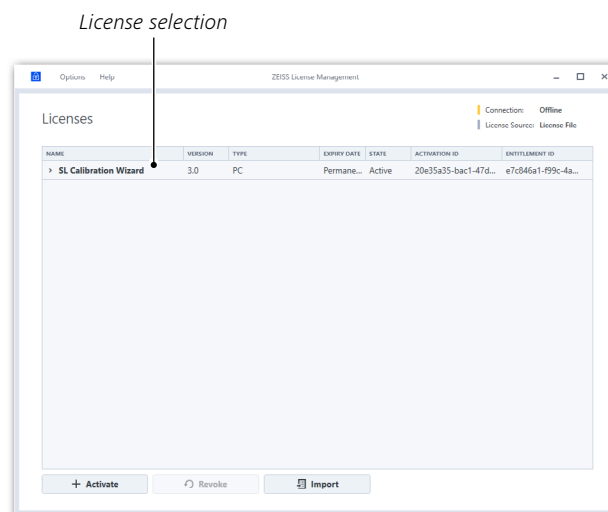 License selection
Options Help ZEISS License Management
Licenses
Connection: Offline
License Source: License File
NAME VERSION TYPE EXPIRY DATE STATE ACTIVATION ID ENTITLEMENT ID
SL Calibration Wizard 3.0 PC Permane... Active 20e35a35-bac1-47d... e7c846a1-f99c-4a...
Activate Revoke Import